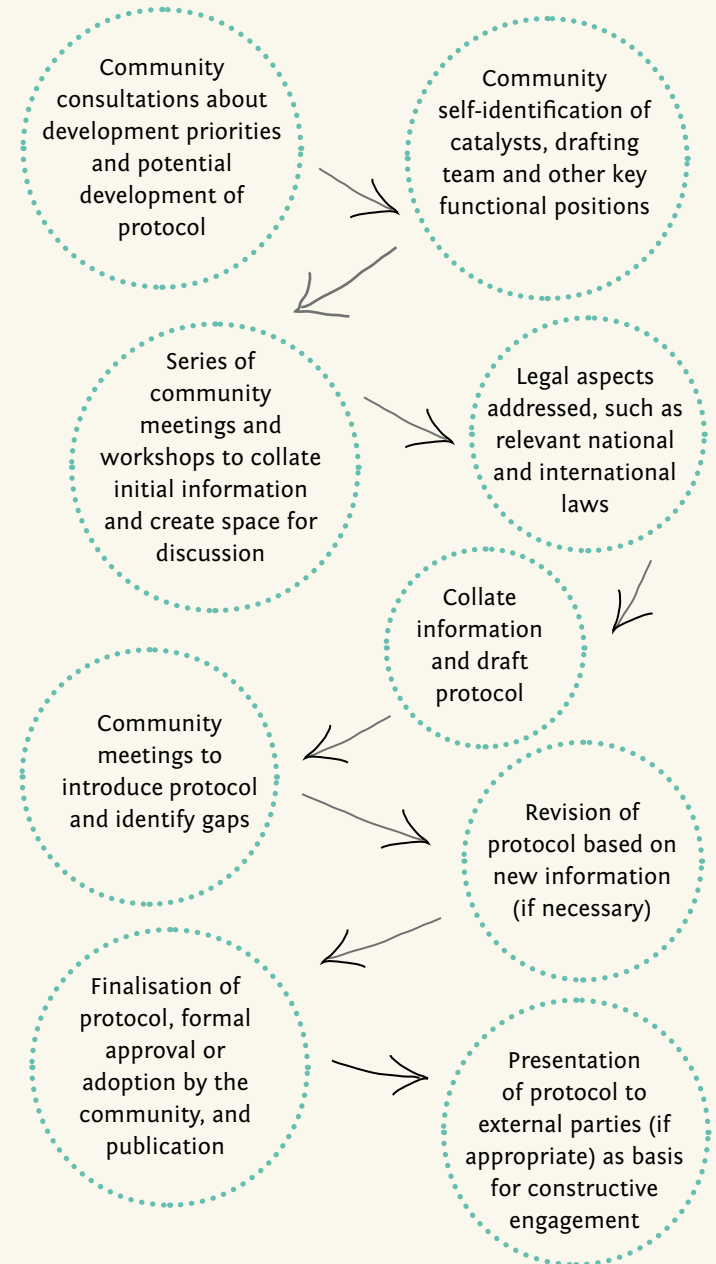 Community
consultations about
development priorities
and potential
development of
protocol
Community
self-identification of
catalysts, drafting
team and other key
functional positions
Series of
community
meetings and
workshops to collate
initial information
and create space for
discussion
Legal aspects
addressed, such as
relevant national
and international
laws
Collate
information
and draft
protocol
Community
meetings to
introduce protocol
and identify gaps
Revision of
protocol based on
new information
(if necessary)
Finalisation of
protocol, formal
approval or
adoption by the
community, and
publication
Presentation
of protocol to
external parties (if
appropriate) as basis
for constructive
engagement